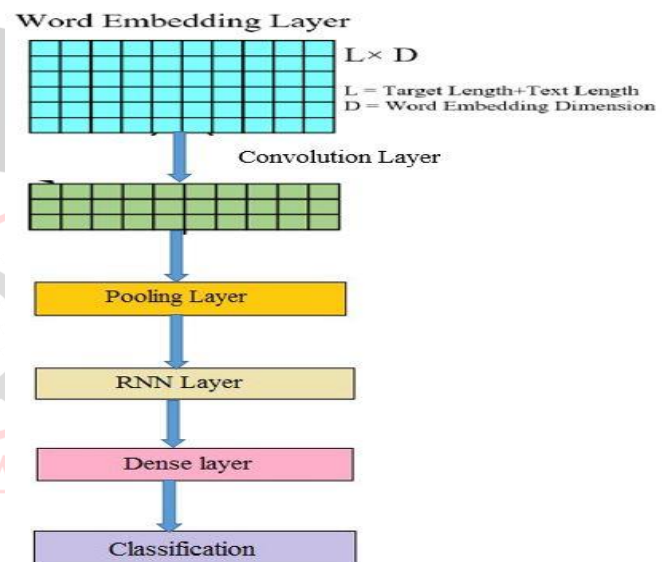 Word Embedding Layer
L× D
L = Target Length+Text Length
D = Word Embedding Dimension
Convolution Layer
Pooling Layer
RNN Layer
Dense layer
Classification